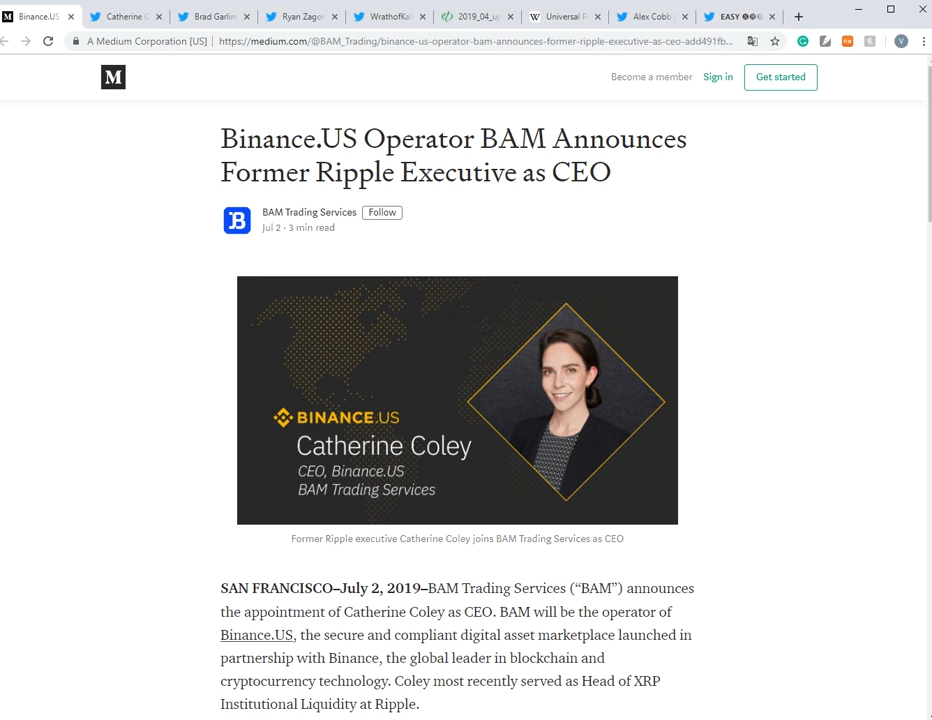 Binance.US
Catherine C
Brad Garling
Ryan Zagon
WrathofKah
2019_04_up
Universal P
Alex Cobb
EASY
A Medium Corporation [US] | https://medium.com/@BAM_Trading/binance-us-operator-bam-announces-former-ripple-executive-as-ceo-add491fb...
M
Become a member Sign in Get started
Binance.US Operator BAM Announces
Former Ripple Executive as CEO
BAM Trading Services Follow
Jul 2 · 3 min read
BINANCE.US
Catherine Coley
CEO, Binance.US
BAM Trading Services
Former Ripple executive Catherine Coley joins BAM Trading Services as CEO
SAN FRANCISCO–July 2, 2019–BAM Trading Services (“BAM”) announces
the appointment of Catherine Coley as CEO. BAM will be the operator of
Binance.US, the secure and compliant digital asset marketplace launched in
partnership with Binance, the global leader in blockchain and
cryptocurrency technology. Coley most recently served as Head of XRP
Institutional Liquidity at Ripple.